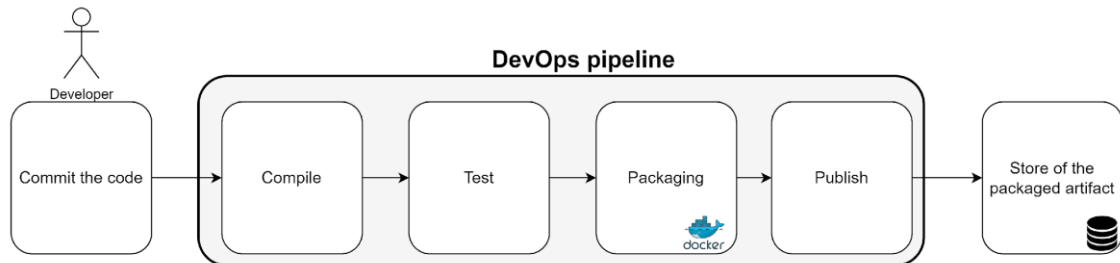 DevOps pipeline
Developer
Commit the code
Compile
Test
Packaging
docker
Publish
Store of the
packaged artifact